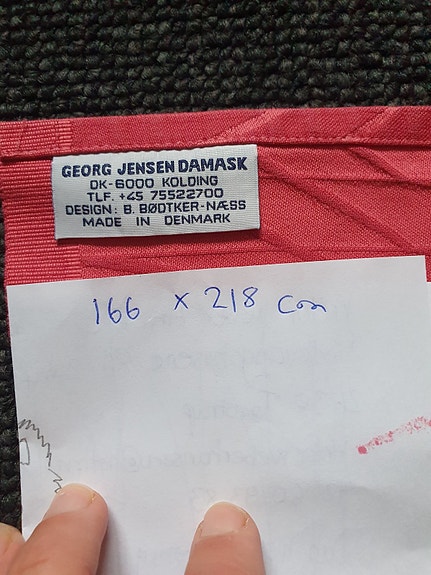 GEORG JENSEN DAMASK
DK-6000 KOLDING
TLF. +45 75522700
DESIGN: B. BØDTKER-NÆSS
MADE IN DENMARK
166 x 218 cm